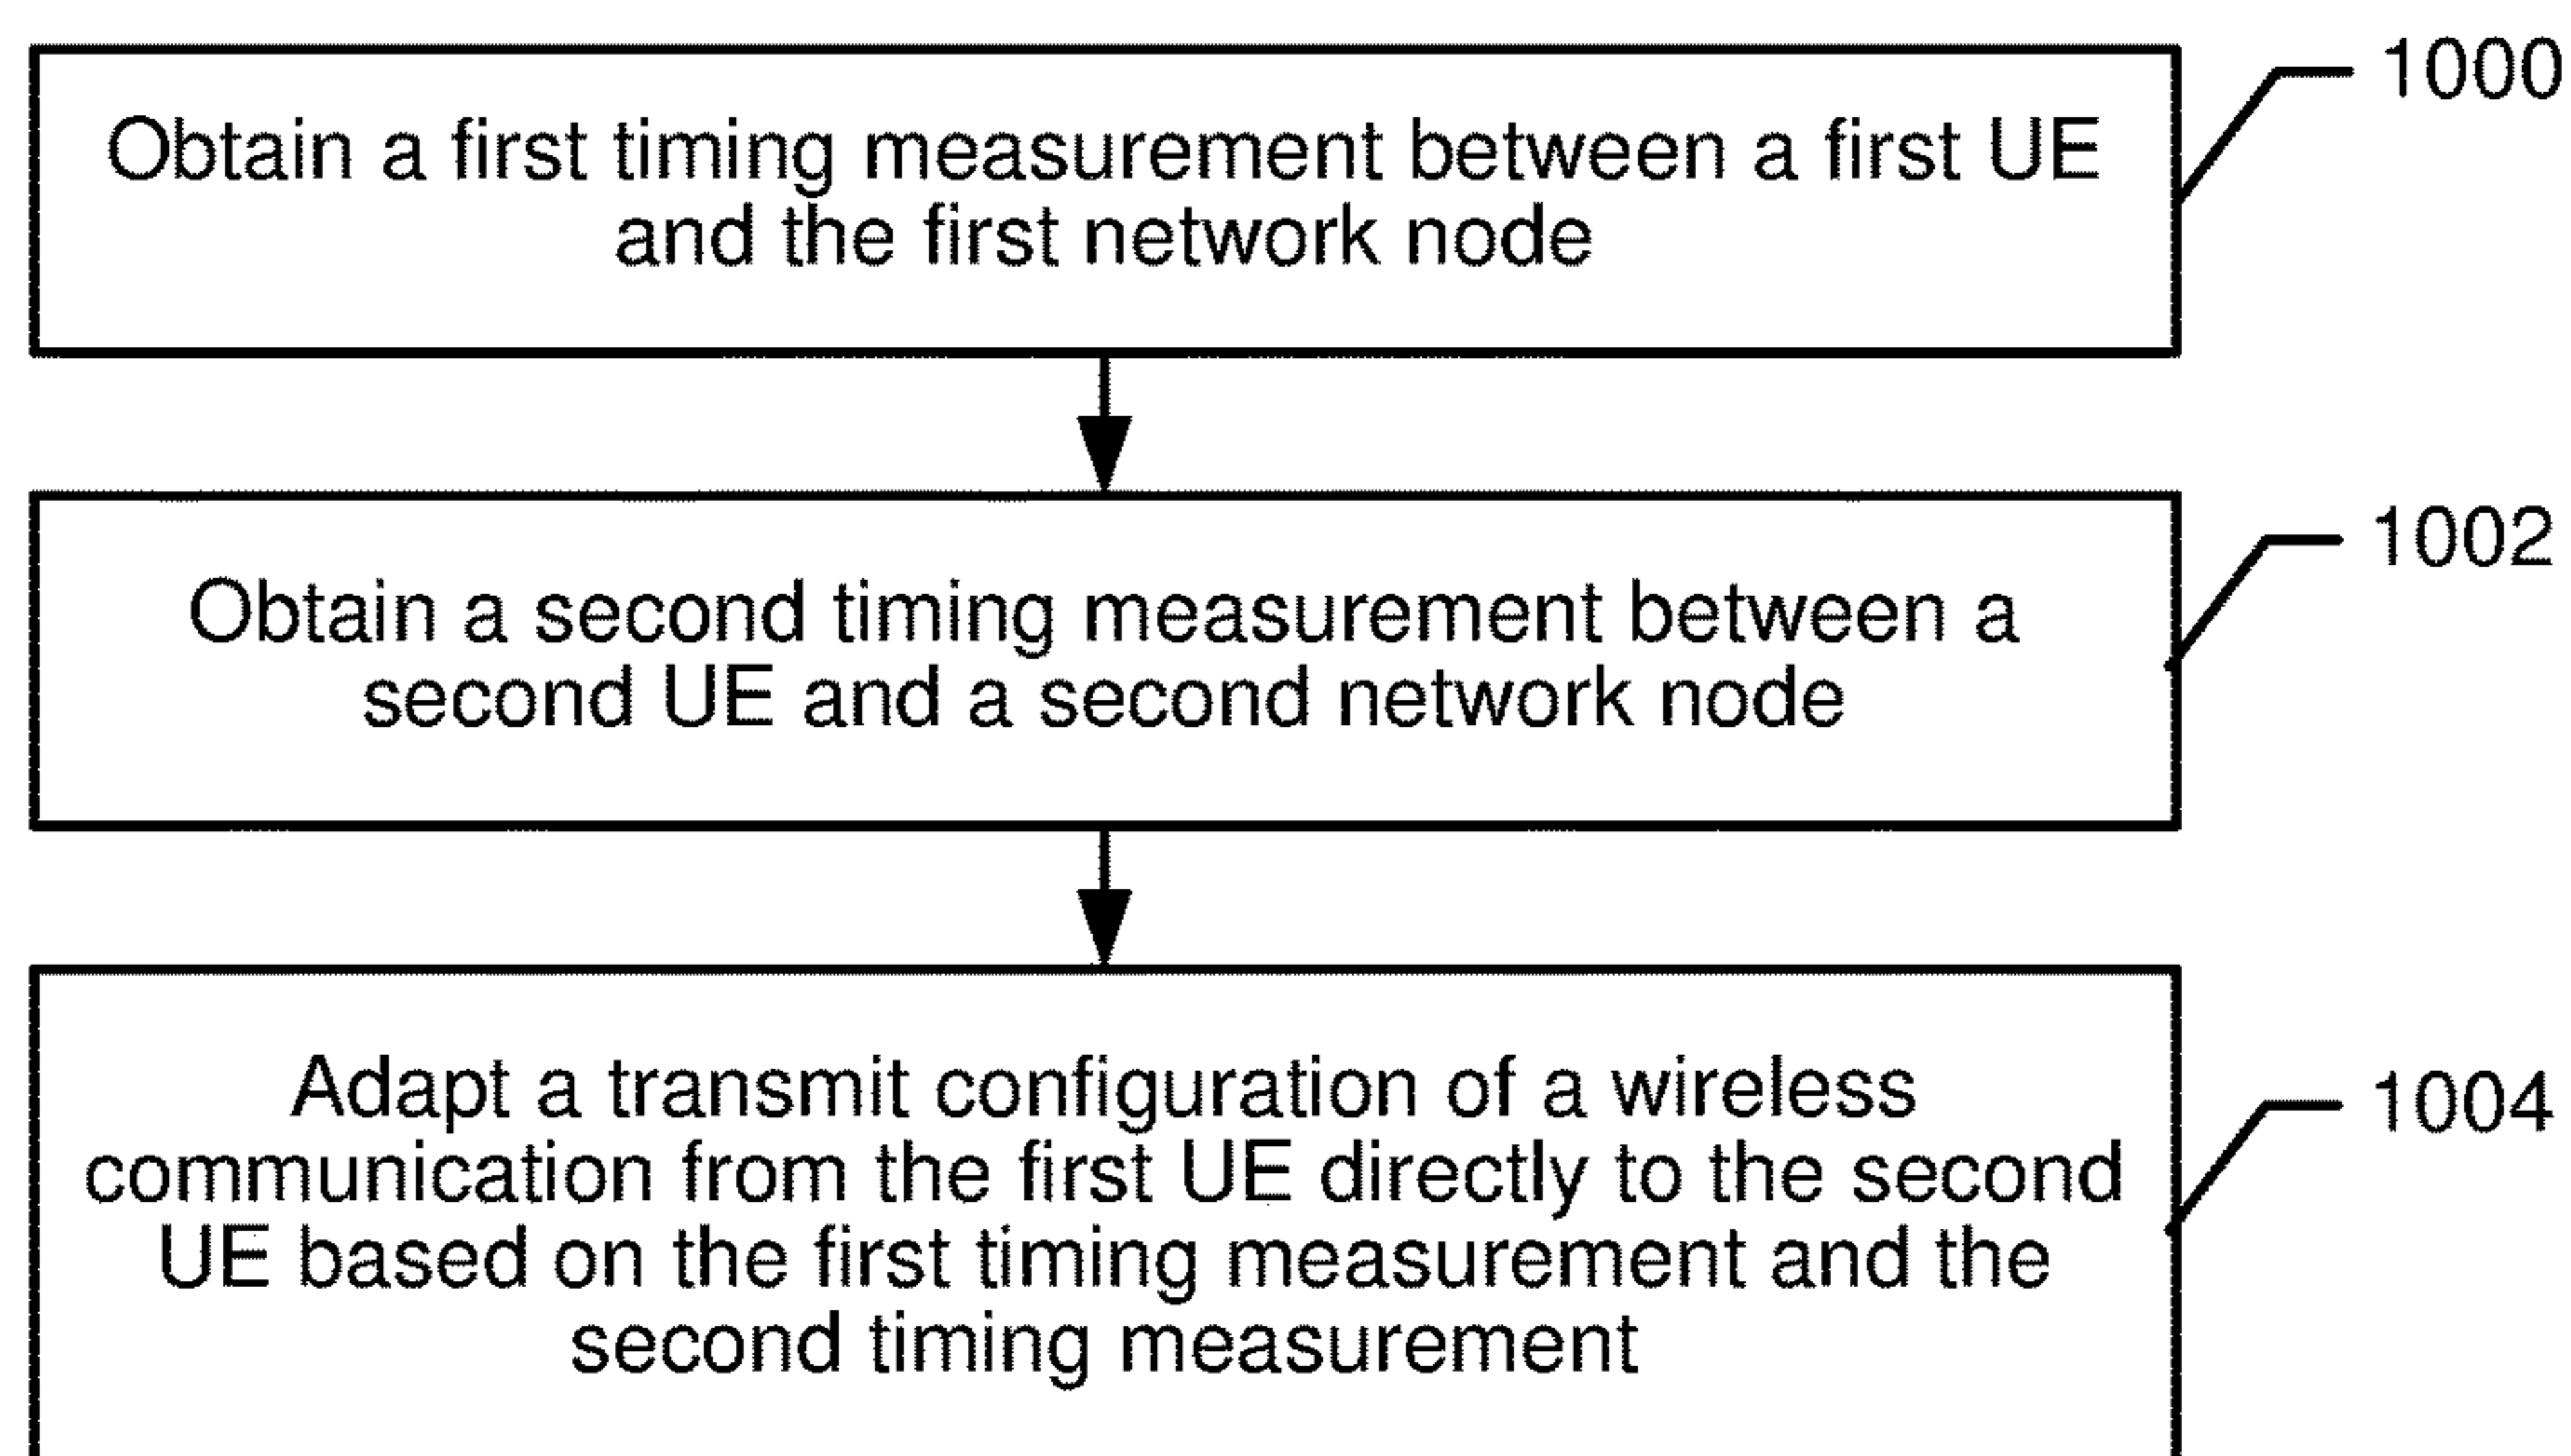 Obtain a first timing measurement between a first UE
and the first network node
1000
Obtain a second timing measurement between a
second UE and a second network node
1002
Adapt a transmit configuration of a wireless
communication from the first UE directly to the second
UE based on the first timing measurement and the
second timing measurement
1004